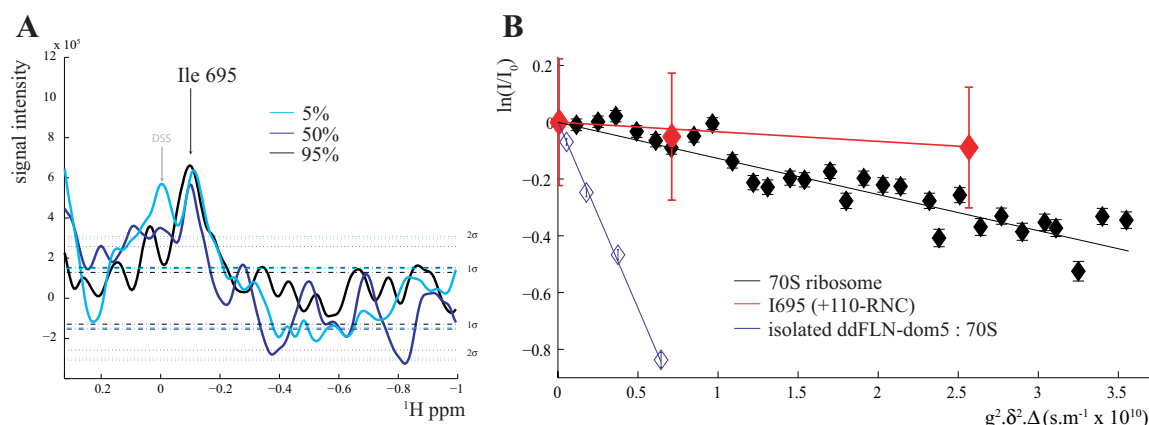 A
x 10⁵
signal intensity
12
10
8
6
4
2
0
−2
Ile 695
DSS
5%
50%
95%
2σ
1σ
1σ
2σ
0.2
0
−0.2
−0.4
−0.6
−0.8
−1
¹H ppm
B
ln(I/I₀)
0.2
0
−0.2
−0.4
−0.6
−0.8
70S ribosome
I695 (+110-RNC)
isolated ddFLN-dom5 : 70S
0
0.5
1.0
1.5
2.0
2.5
3.0
3.5
g².δ².Δ (s.m⁻¹ x 10¹⁰)